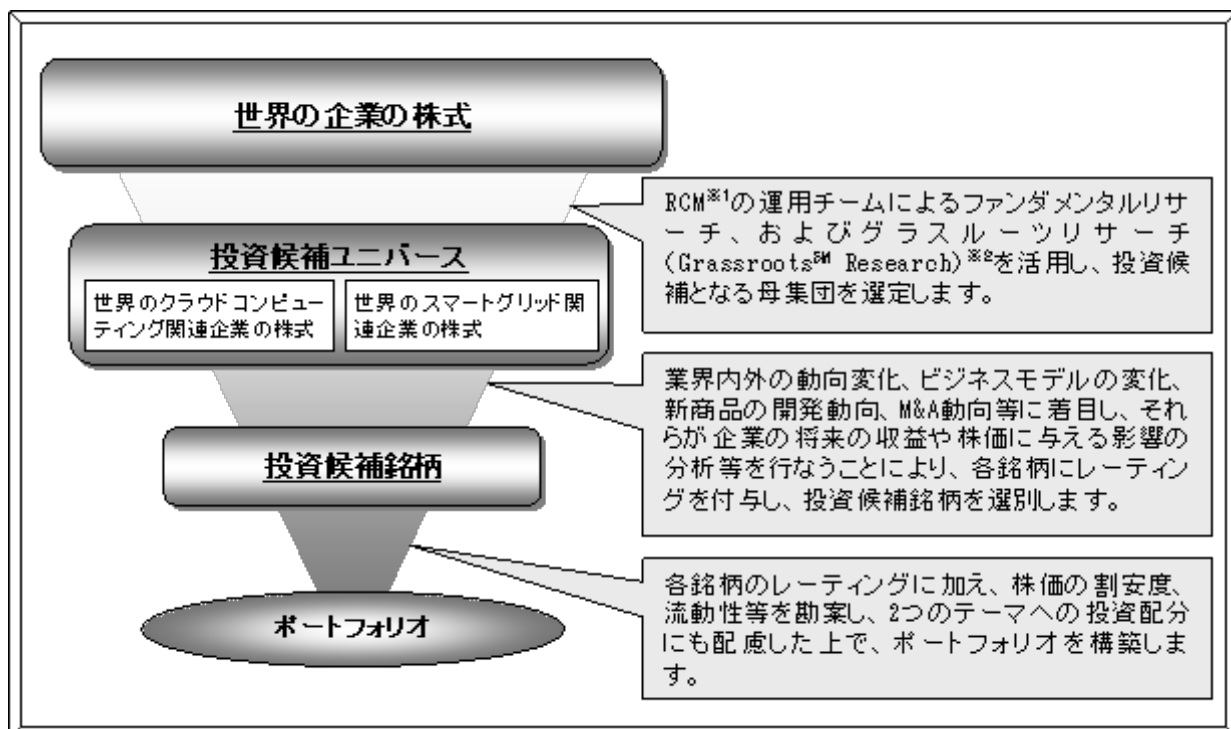 世界の企業の株式
RCM※1の運用チームによるファンダメンタルリサ
ーチ、およびグラスルーツリサーチ
(Grassroots℠ Research)※2を活用し、投資候
補となる母集団を選定します。
投資候補ユニバース
世界のクラウドコンピュー
ティング関連企業の株式
世界のスマートグリッド関
連企業の株式
業界内外の動向変化、ビジネスモデルの変化、
新商品の開発動向、M&A動向等に着目し、それ
らが企業の将来の収益や株価に与える影響の
分析等を行なうことにより、各銘柄にレーティン
グを付与し、投資候補銘柄を選別します。
投資候補銘柄
各銘柄のレーティングに加え、株価の割安度、
流動性等を勘案し、2つのテーマへの投資配分
にも配慮した上で、ポートフォリオを構築しま
す。
ポートフォリオ